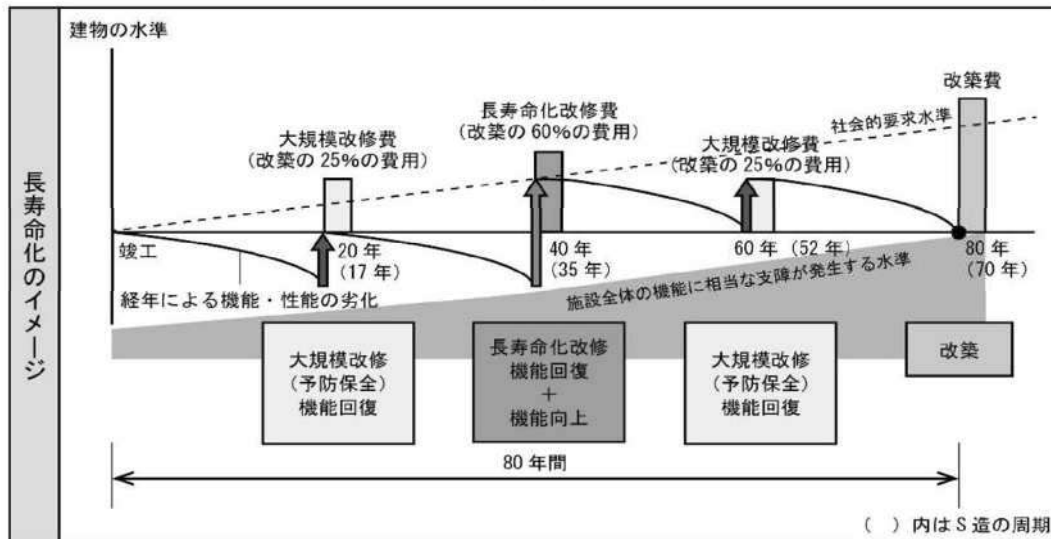 長寿命化のイメージ
建物の水準
改築費
長寿命化改修費
(改築の 60%の費用)
社会的要求水準
大規模改修費
(改築の 25%の費用)
大規模改修費
(改築の 25%の費用)
竣工
20 年
(17 年)
40 年
(35 年)
60 年 (52 年)
80 年
(70 年)
経年による機能・性能の劣化
施設全体の機能に相当な支障が発生する水準
大規模改修
(予防保全)
機能回復
長寿命化改修
機能回復
+
機能向上
大規模改修
(予防保全)
機能回復
改築
80 年間
( )内は S 造の周期